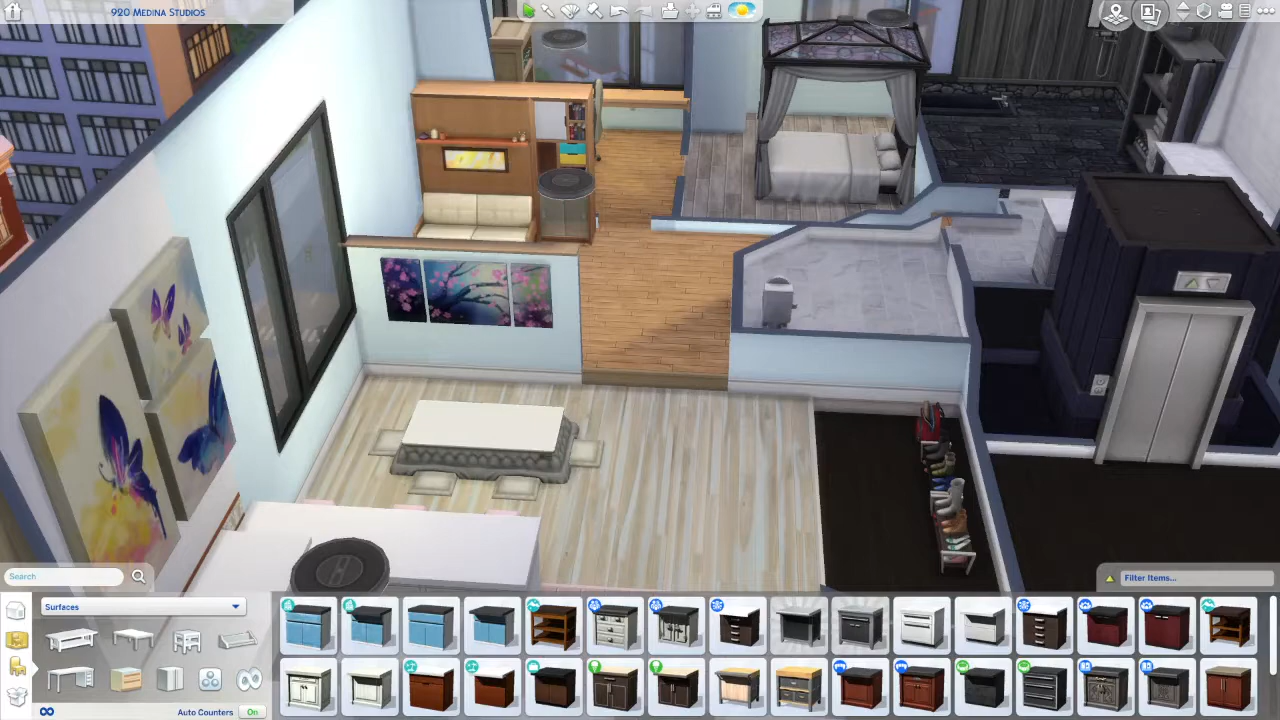 920 MEDINA STUDIOS
Search
Filter Items...
Surfaces
Auto Counters
On